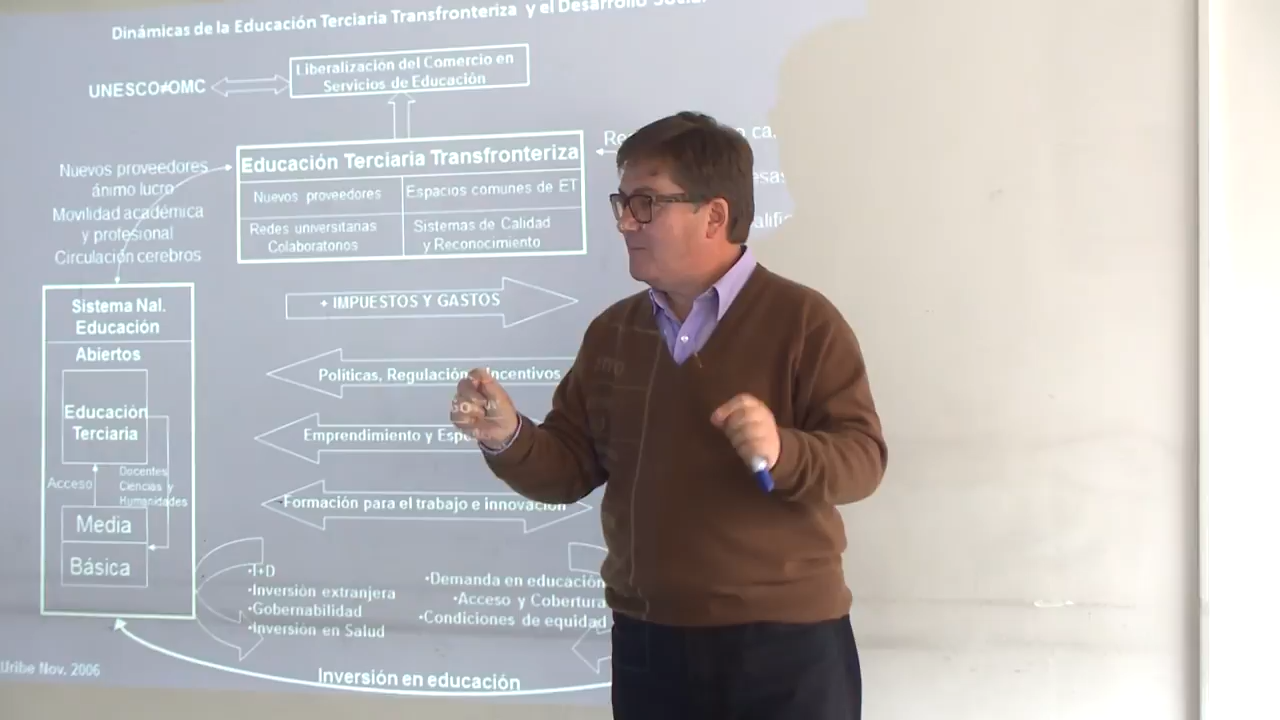 Dinámicas de la Educación Terciaria Transfronteriza y el Desarrollo Social
UNESCO≠OMC
Liberalización del Comercio en
Servicios de Educación
Nuevos proveedores
ánimo lucro
Movilidad académica
y profesional
Circulación cerebros
Educación Terciaria Transfronteriza
Nuevos proveedores
Espacios comunes de ET
Redes universitarias
Colaboratorios
Sistemas de Calidad
y Reconocimiento
Sistema Nal.
Educación
Abiertos
Educación
Terciaria
Acceso
Docentes
Ciencias y
Humanidades
Media
Básica
+ IMPUESTOS Y GASTOS
Políticas, Regulación, Incentivos
Emprendimiento y
Formación para el trabajo e innovación
•I+D
•Inversión extranjera
•Gobernabilidad
•Inversión en Salud
•Demanda en educación
•Acceso y Cobertura
•Condiciones de equidad
Inversión en educación
Uribe Nov. 2006